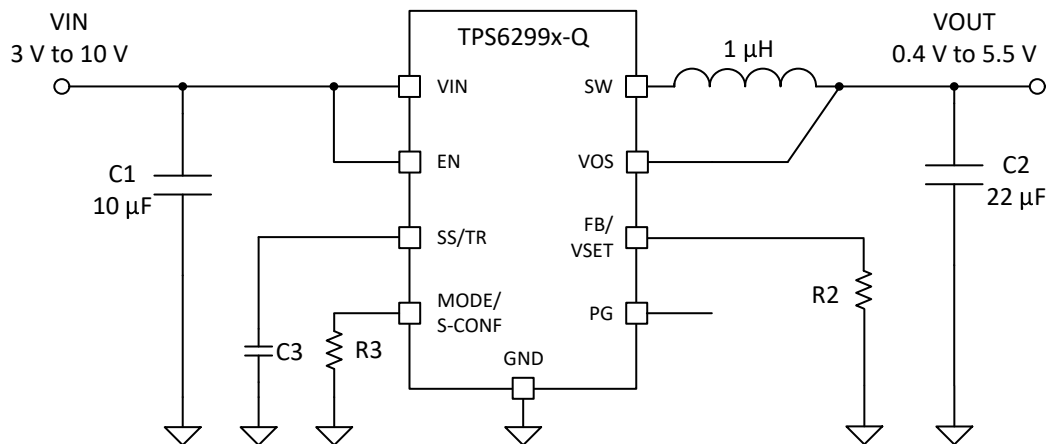 VIN
3 V to 10 V
TPS6299x-Q
1 µH
VOUT
0.4 V to 5.5 V
VIN
SW
EN
VOS
C1
10 µF
C2
22 µF
SS/TR
FB/
VSET
MODE/
S-CONF
PG
R2
C3
R3
GND